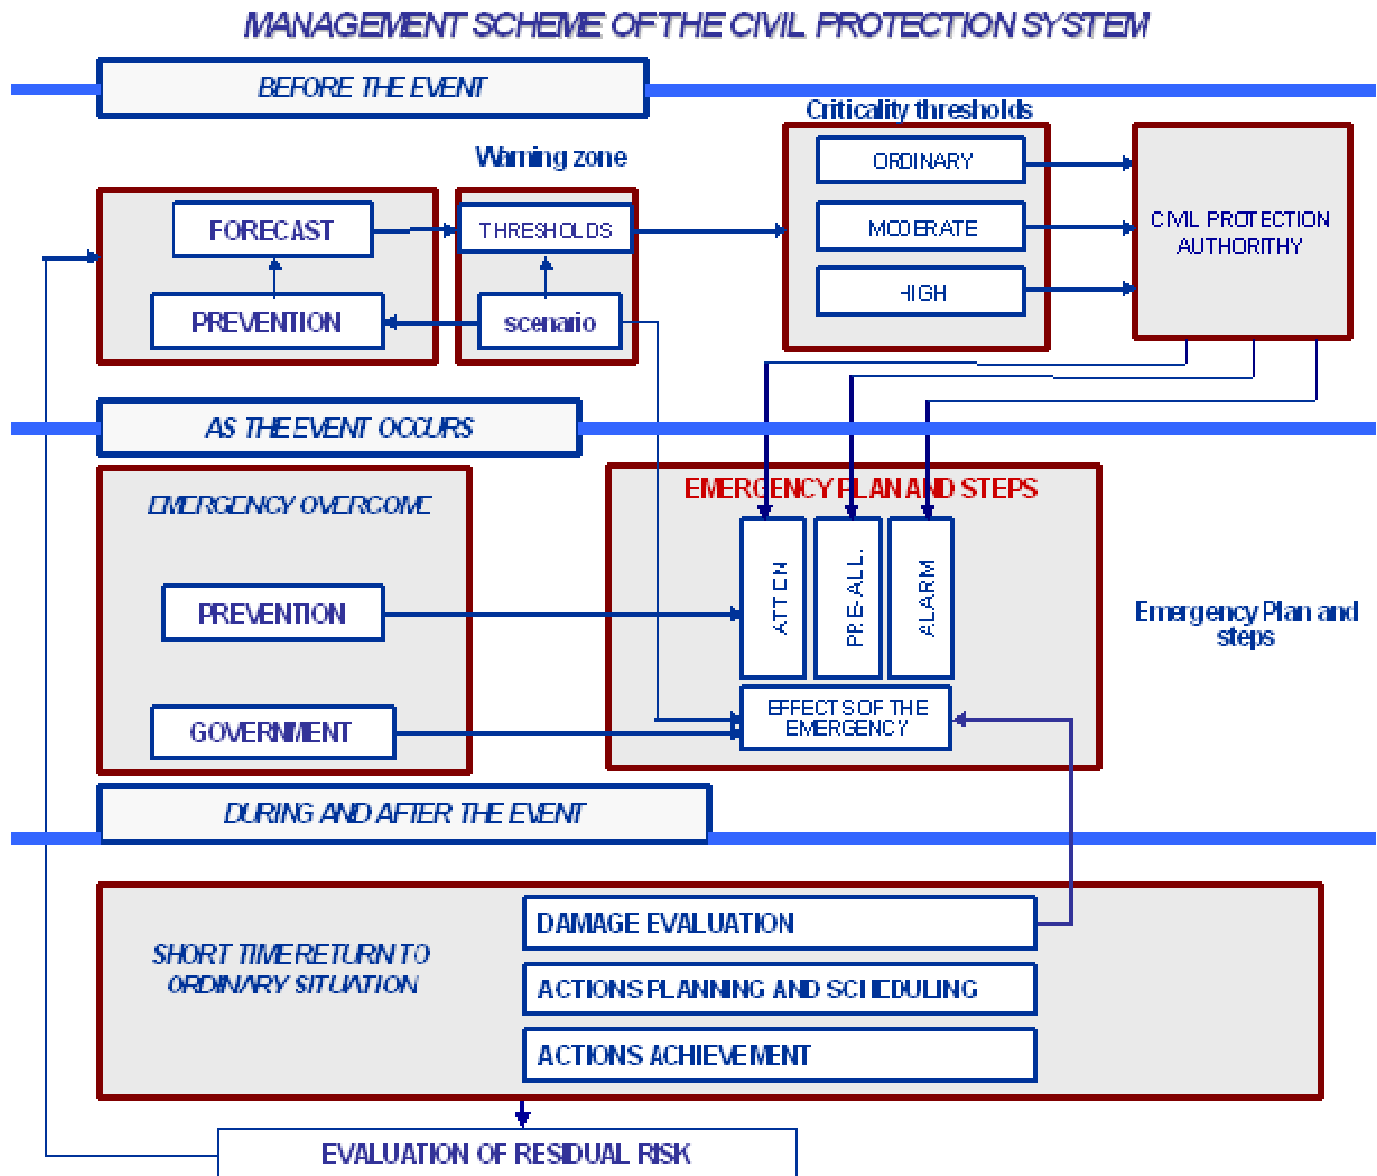 MANAGEMENT SCHEME OF THE CIVIL PROTECTION SYSTEM
BEFORE THE EVENT
Criticality thresholds
Warning zone
ORDINARY
MODERATE
HIGH
CIVIL PROTECTION
AUTHORITHY
FORECAST
THRESHOLDS
PREVENTION
scenario
AS THE EVENT OCCURS
EMERGENCY OVERCOME
PREVENTION
GOVERNMENT
EMERGENCY PLAN AND STEPS
ATTEN
PRE-ALL.
ALARM
EFFECTS OF THE
EMERGENCY
Emergency Plan and
steps
DURING AND AFTER THE EVENT
SHORT TIME RETURN TO
ORDINARY SITUATION
DAMAGE EVALUATION
ACTIONS PLANNING AND SCHEDULING
ACTIONS ACHIEVEMENT
EVALUATION OF RESIDUAL RISK